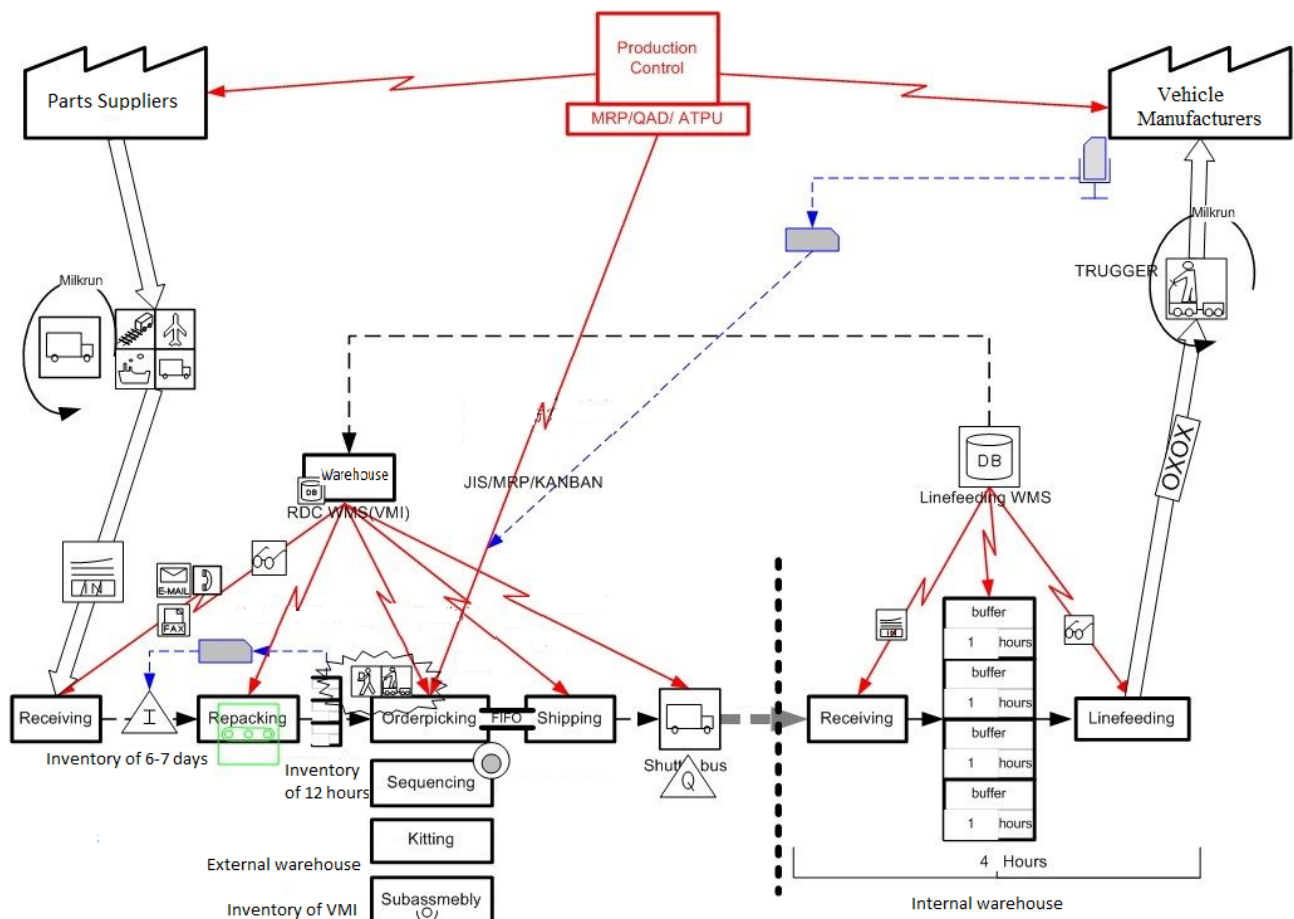 Production
Control
MRP/QAD/ ATPU
Parts Suppliers
Vehicle
Manufacturers
Milkrun
Milkrun
TRUGGER
OXOX
Warehouse
DB
RDC WMS(VMI)
JIS/MRP/KANBAN
DB
Linefeeding WMS
IN
E-MAIL
FAX
IN
buffer
1 hours
buffer
1 hours
buffer
1 hours
buffer
1 hours
Receiving
I
Repacking
Orderpicking
FIFO
Shipping
Receiving
Linefeeding
Inventory of 6-7 days
Inventory
of 12 hours
Sequencing
bus
Q
Kitting
External warehouse
4 Hours
Subassmebly
Inventory of VMI
Internal warehouse